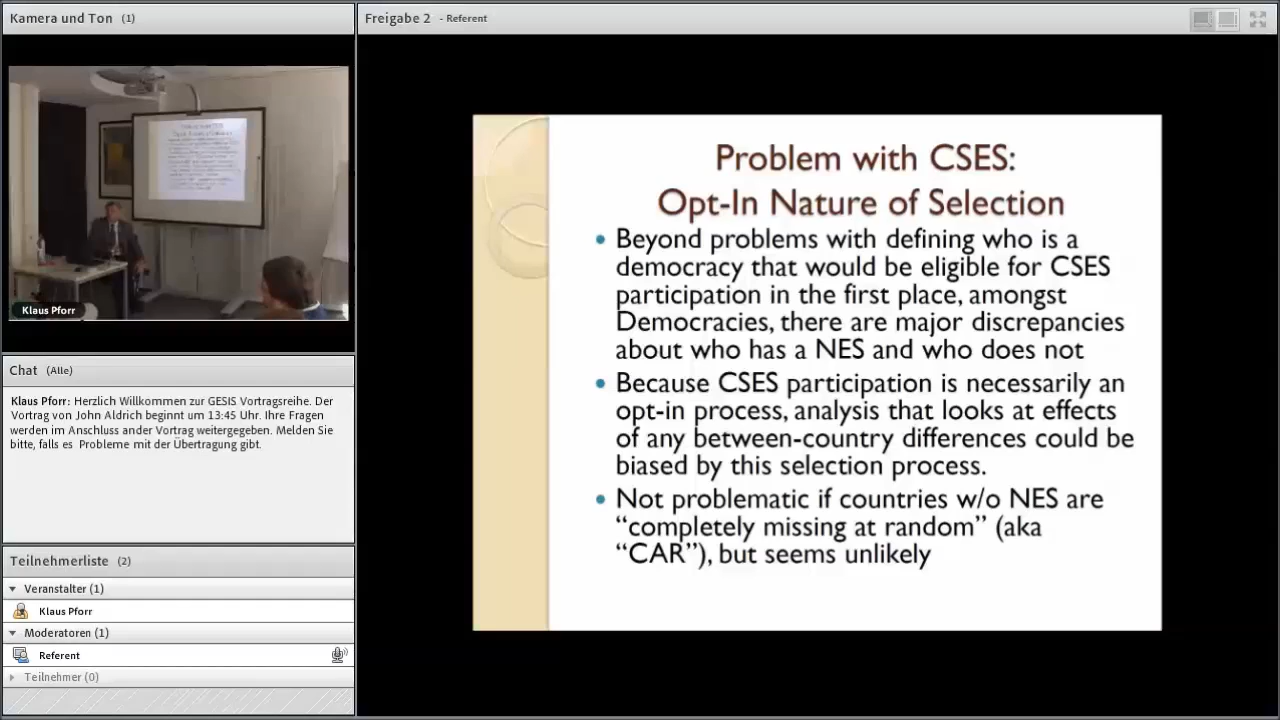 Kamera und Ton (1)
Klaus Pforr
Chat (Alle)
Klaus Pforr: Herzlich Willkommen zur GESIS Vortragsreihe. Der
Vortrag von John Aldrich beginnt um 13:45 Uhr. Ihre Fragen
werden im Anschluss ander Vortrag weitergegeben. Melden Sie
bitte, falls es Probleme mit der Übertragung gibt.
Teilnehmerliste (2)
Veranstalter (1)
Klaus Pforr
Moderatoren (1)
Referent
Teilnehmer (0)
Freigabe 2 - Referent
Problem with CSES:
Opt-In Nature of Selection
• Beyond problems with defining who is a
democracy that would be eligible for CSES
participation in the first place, amongst
Democracies, there are major discrepancies
about who has a NES and who does not
• Because CSES participation is necessarily an
opt-in process, analysis that looks at effects
of any between-country differences could be
biased by this selection process.
• Not problematic if countries w/o NES are
“completely missing at random” (aka
“CAR”), but seems unlikely